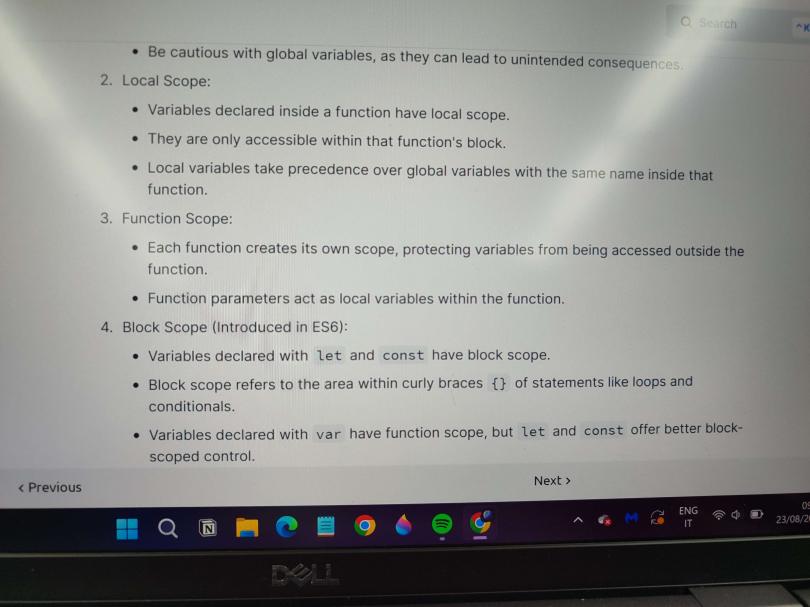 Search
^K
• Be cautious with global variables, as they can lead to unintended consequences.
2. Local Scope:
• Variables declared inside a function have local scope.
• They are only accessible within that function's block.
• Local variables take precedence over global variables with the same name inside that
function.
3. Function Scope:
• Each function creates its own scope, protecting variables from being accessed outside the
function.
• Function parameters act as local variables within the function.
4. Block Scope (Introduced in ES6):
• Variables declared with let and const have block scope.
• Block scope refers to the area within curly braces {} of statements like loops and
conditionals.
• Variables declared with var have function scope, but let and const offer better block-
scoped control.
< Previous
Next >
ENG
IT
23/08/2
DELL